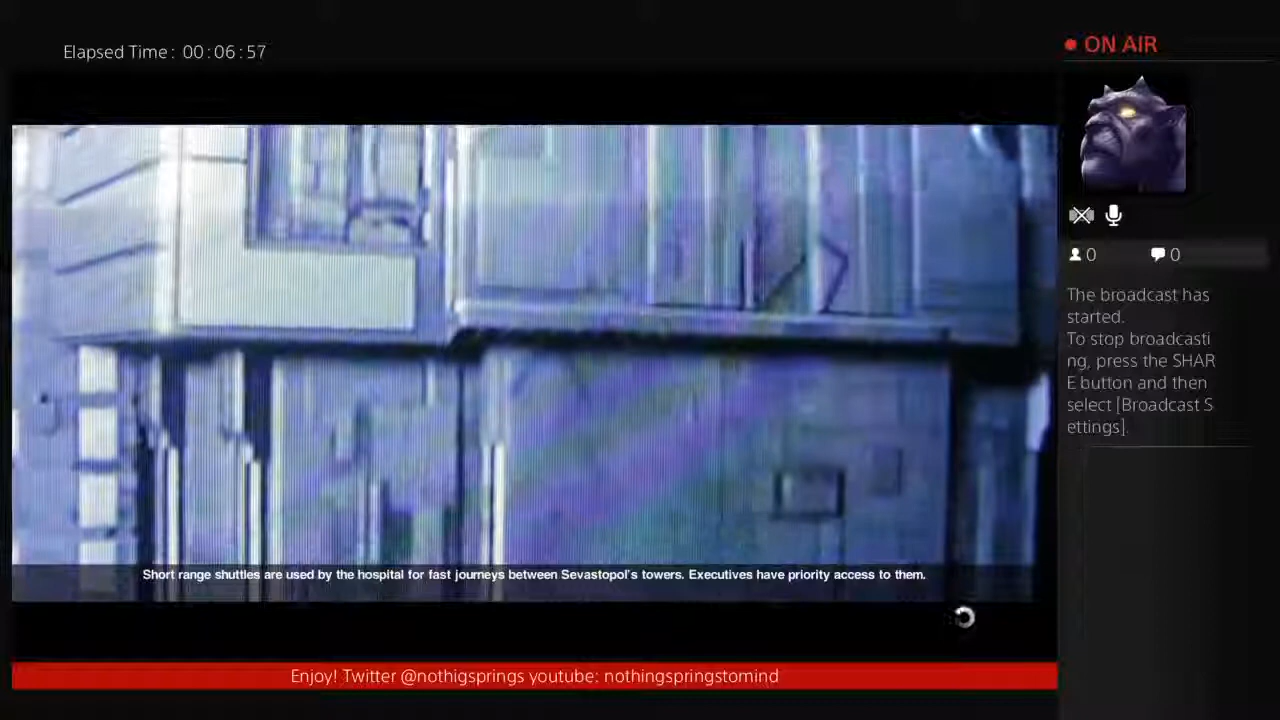 Elapsed Time: 00:06:57
ON AIR
0
0
The broadcast has
started.
To stop broadcasti
ng, press the SHAR
E button and then
select [Broadcast S
ettings].
Short range shuttles are used by the hospital for fast journeys between Sevastopol's towers. Executives have priority access to them.
Enjoy! Twitter @nothigsprings youtube: nothingspringstomind